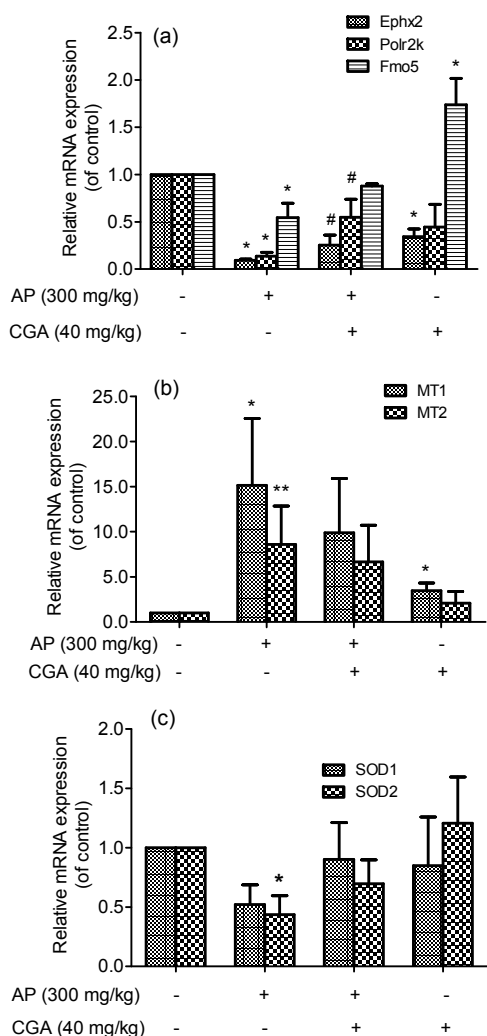 (a)
Ephx2
Polr2k
Fmo5
Relative mRNA expression
(of control)
2.5
2.0
1.5
1.0
0.5
0.0
* * * # # * *
AP (300 mg/kg) - + + -
CGA (40 mg/kg) - - + +
(b)
MT1
MT2
Relative mRNA expression
(of control)
25.0
20.0
15.0
10.0
5.0
0.0
* ** *
AP (300 mg/kg) - + + -
CGA (40 mg/kg) - - + +
(c)
SOD1
SOD2
Relative mRNA expression
(of control)
2.0
1.5
1.0
0.5
0.0
*
AP (300 mg/kg) - + + -
CGA (40 mg/kg) - - + +